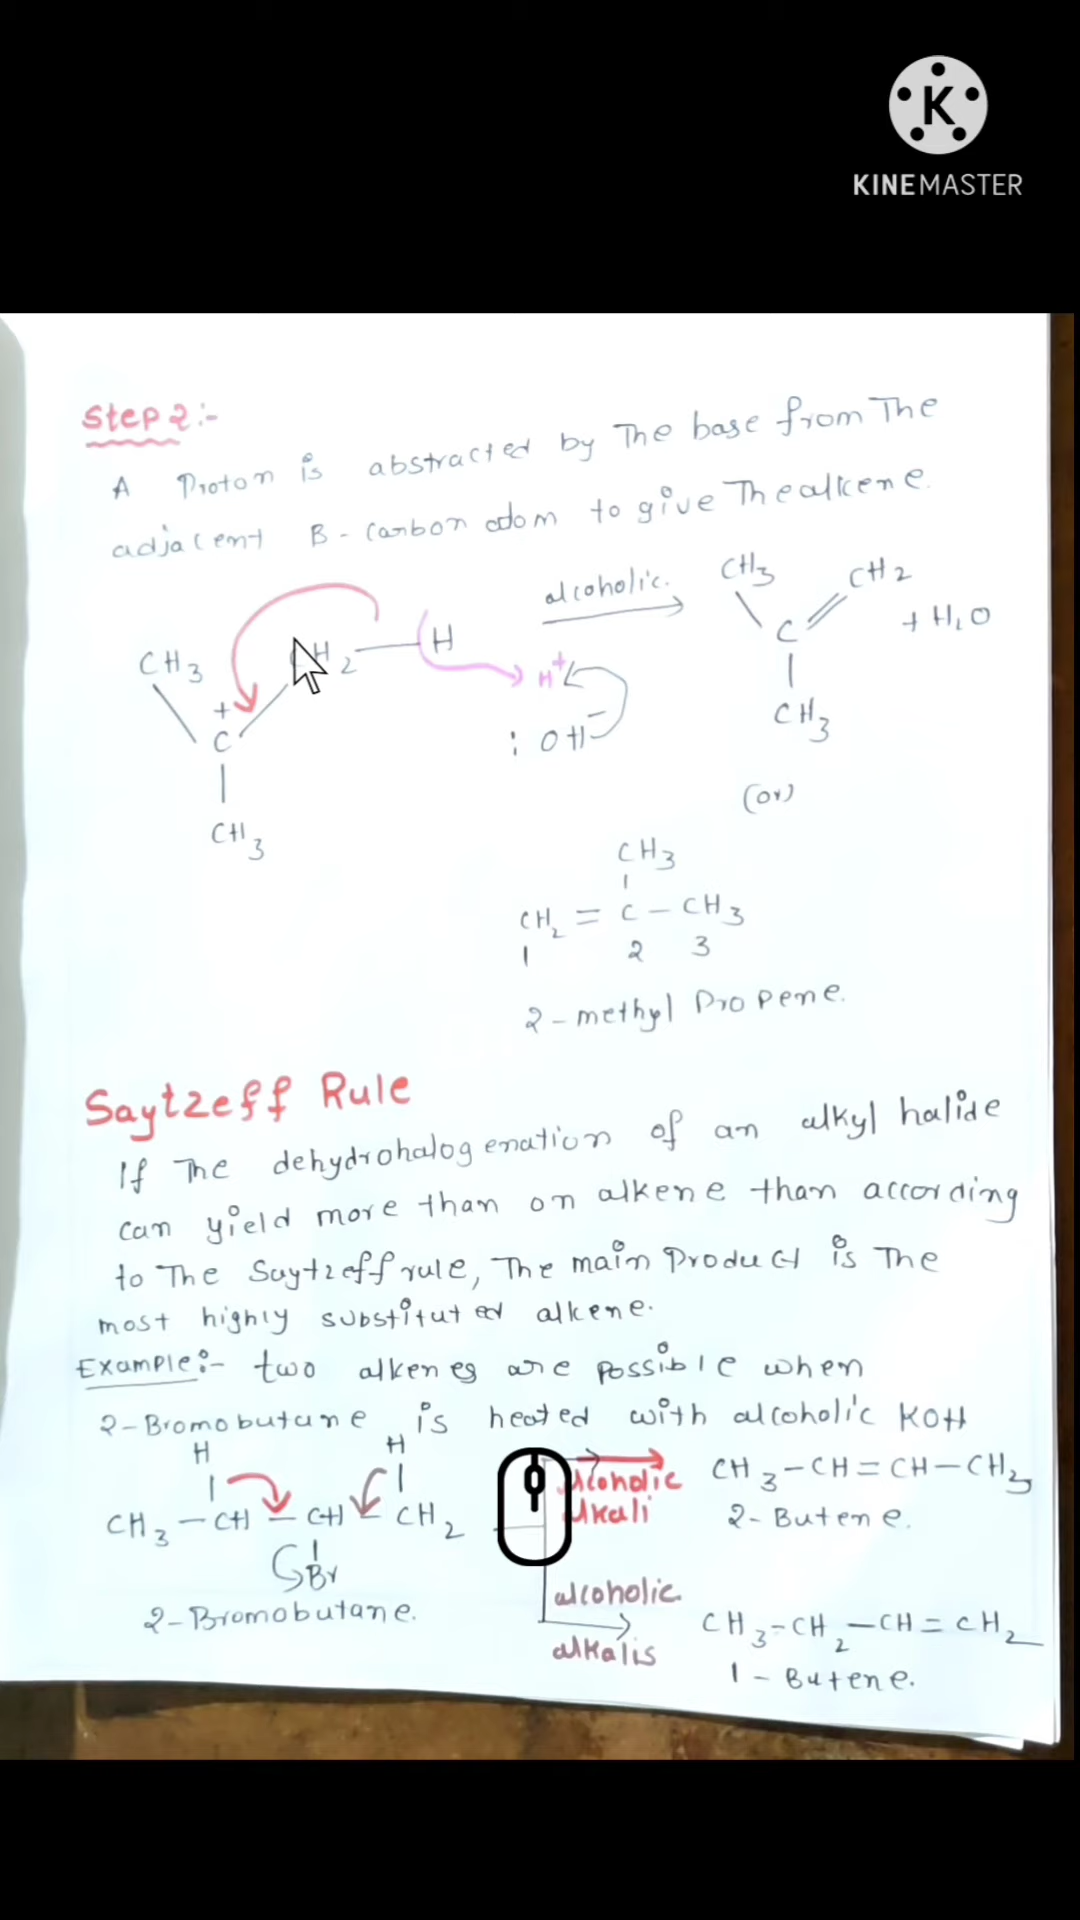 K
KINEMASTER
Step 2:-
A Proton is abstracted by The base from The
adjacent B-carbon atom to give The alkene.
CH3 CH2 — H alcoholic. CH3 CH2
+ C H+ C + H2O
: OH–
CH3 CH3
(or)
CH3
CH2 = C – CH3
1 2 3
2-methyl Propene.
Saytzeff Rule
If The dehydrohalogenation of an alkyl halide
can yield more than on alkene than according
to The Saytzeff rule, The main Product is The
most highly substituted alkene.
Example:- two alkenes are possible when
2-Bromobutane is heated with alcoholic KOH
H H
CH3 – CH – CH – CH2
Br
2-Bromobutane.
alcoholic alkali
CH3–CH=CH–CH3
2-Butene.
alcoholic alkalis
CH3–CH2–CH=CH2
1-Butene.